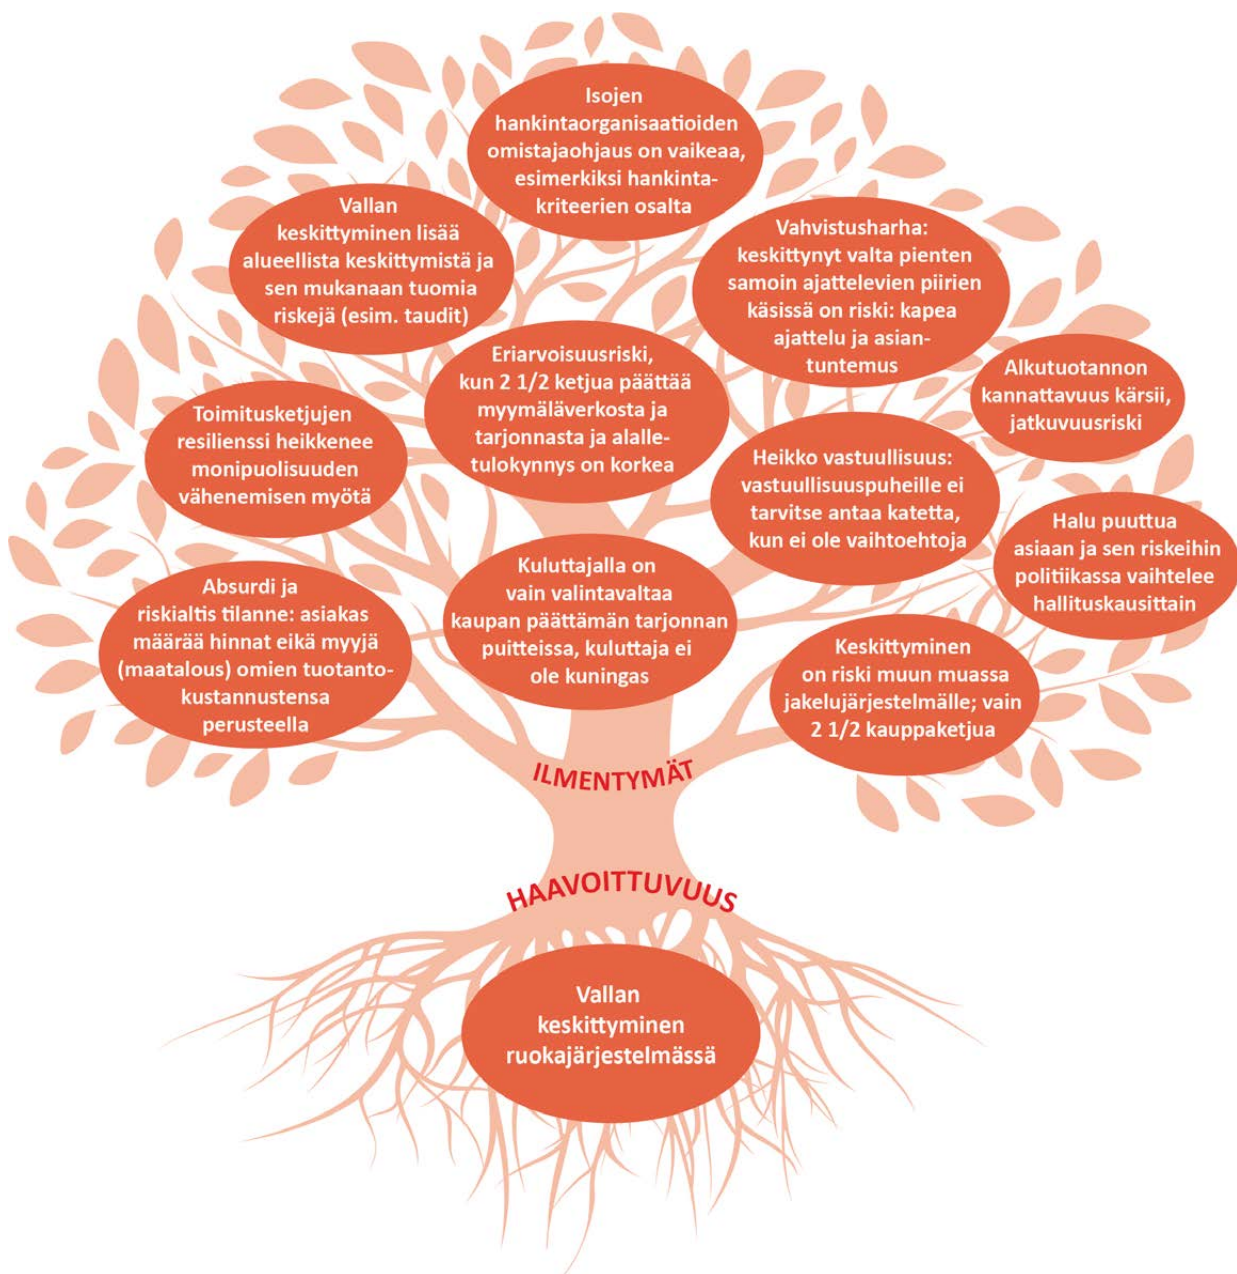 Isojen
hankintaorganisaatioiden
omistajaohjaus on vaikeaa,
esimerkiksi hankinta-
kriteerien osalta
Vallan
keskittyminen lisää
alueellista keskittymistä ja
sen mukanaan tuomia
riskejä (esim. taudit)
Vahvistusharha:
keskittynyt valta pienten
samoin ajattelevien piirien
käsissä on riski: kapea
ajattelu ja asian-
tuntemus
Eriarvoisuusriski,
kun 2 1/2 ketjua päättää
myymäläverkosta ja
tarjonnasta ja alalle-
tulokynnys on korkea
Alkutuotannon
kannattavuus kärsii,
jatkuvuusriski
Toimitusketjujen
resilienssi heikkenee
monipuolisuuden
vähenemisen myötä
Heikko vastuullisuus:
vastuullisuuspuheille ei
tarvitse antaa katetta,
kun ei ole vaihtoehtoja
Halu puuttua
asiaan ja sen riskeihin
politiikassa vaihtelee
hallituskausittain
Absurdi ja
riskialtis tilanne: asiakas
määrää hinnat eikä myyjä
(maatalous) omien tuotanto-
kustannustensa
perusteella
Kuluttajalla on
vain valintavaltaa
kaupan päättämän tarjonnan
puitteissa, kuluttaja ei
ole kuningas
Keskittyminen
on riski muun muassa
jakelujärjestelmälle; vain
2 1/2 kauppaketjua
ILMENTYMÄT
HAAVOITTUVUUS
Vallan
keskittyminen
ruokajärjestelmässä